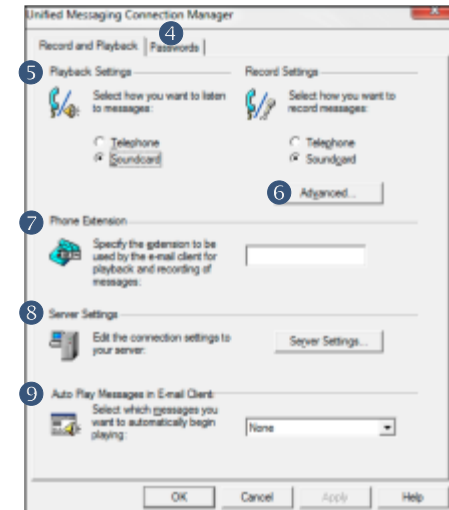 Unified Messaging Connection Manager
4
Record and Playback Passwords
5 Playback Settings
Select how you want to listen
to messages:
Telephone
Soundcard
Record Settings
Select how you want to
record messages:
Telephone
Soundcard
6 Advanced...
7 Phone Extension
Specify the extension to be
used by the e-mail client for
playback and recording of
messages:
8 Server Settings
Edit the connection settings to
your server:
Server Settings...
9 Auto Play Messages in E-mail Client
Select which messages you
want to automatically begin
playing:
None
OK Cancel Apply Help